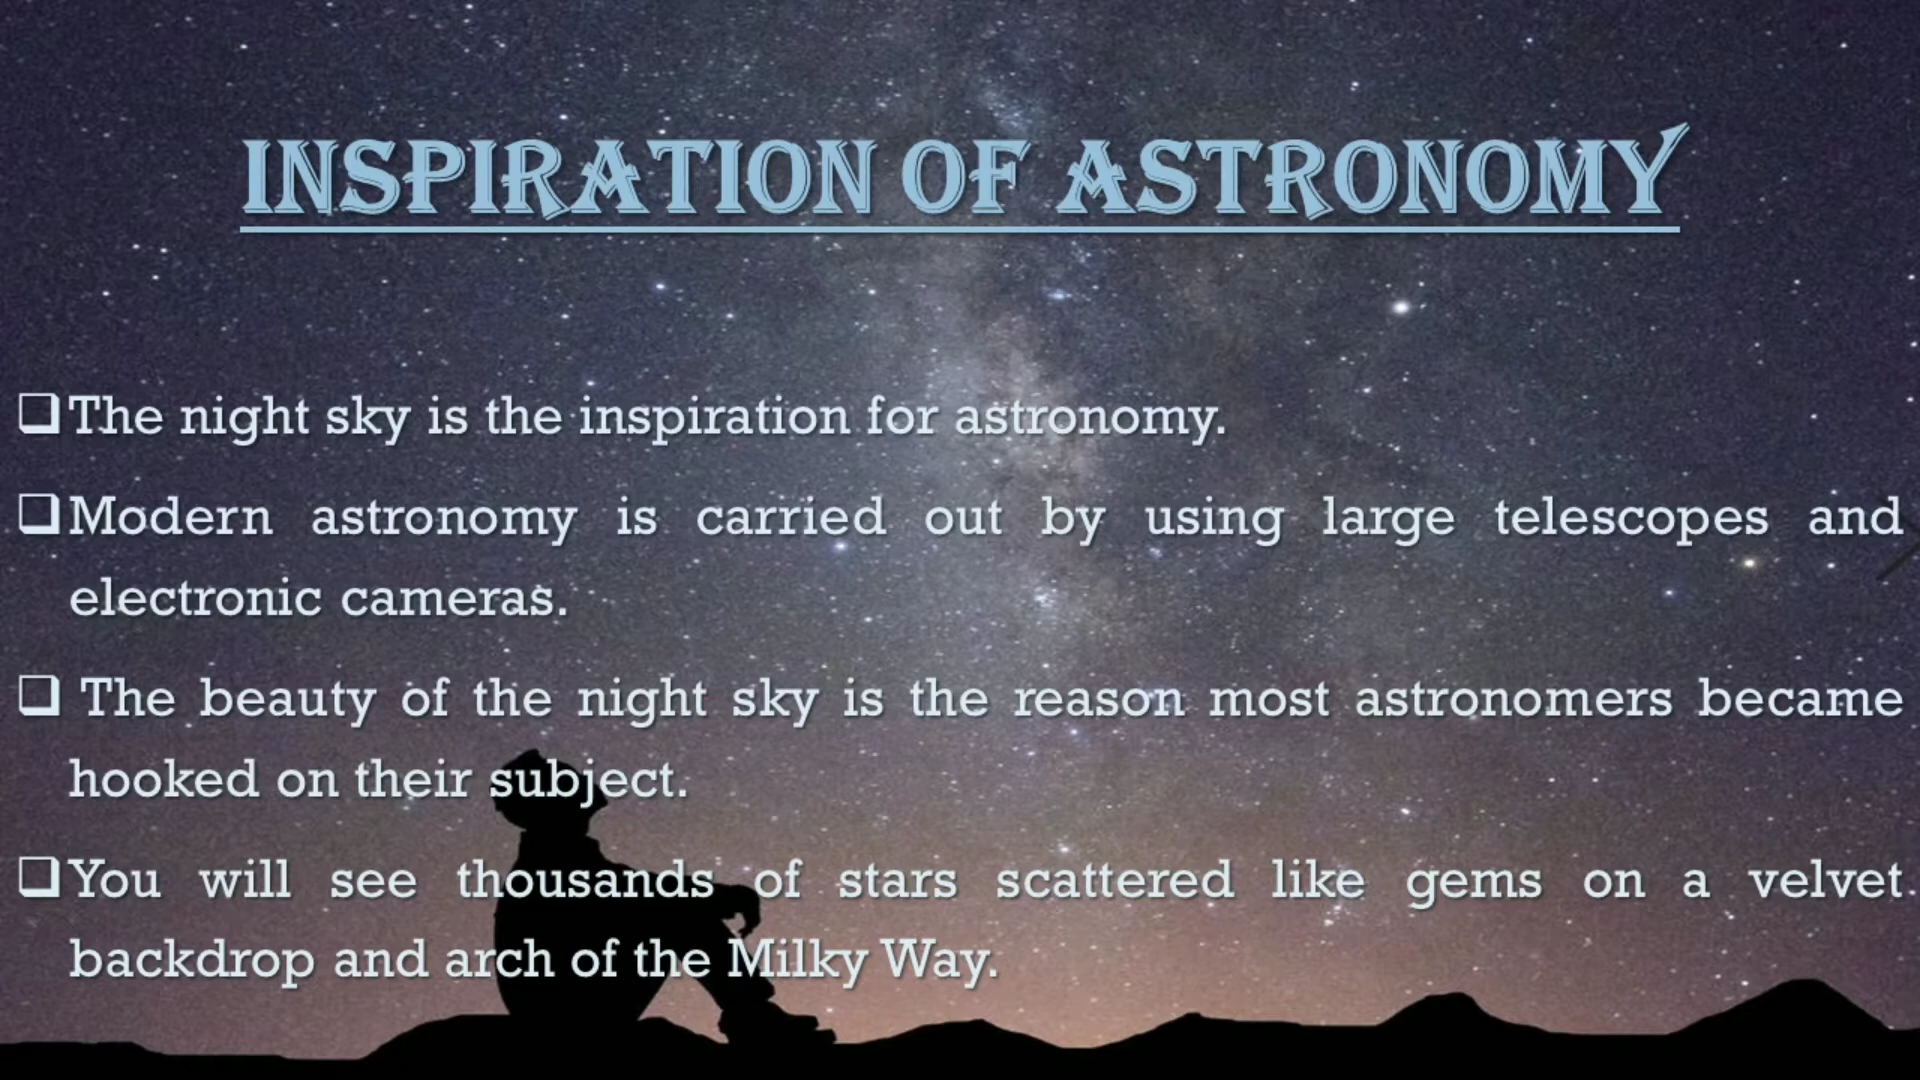 INSPIRATION OF ASTRONOMY
❑The night sky is the inspiration for astronomy.
❑Modern astronomy is carried out by using large telescopes and
electronic cameras.
❑ The beauty of the night sky is the reason most astronomers became
hooked on their subject.
❑You will see thousands of stars scattered like gems on a velvet
backdrop and arch of the Milky Way.